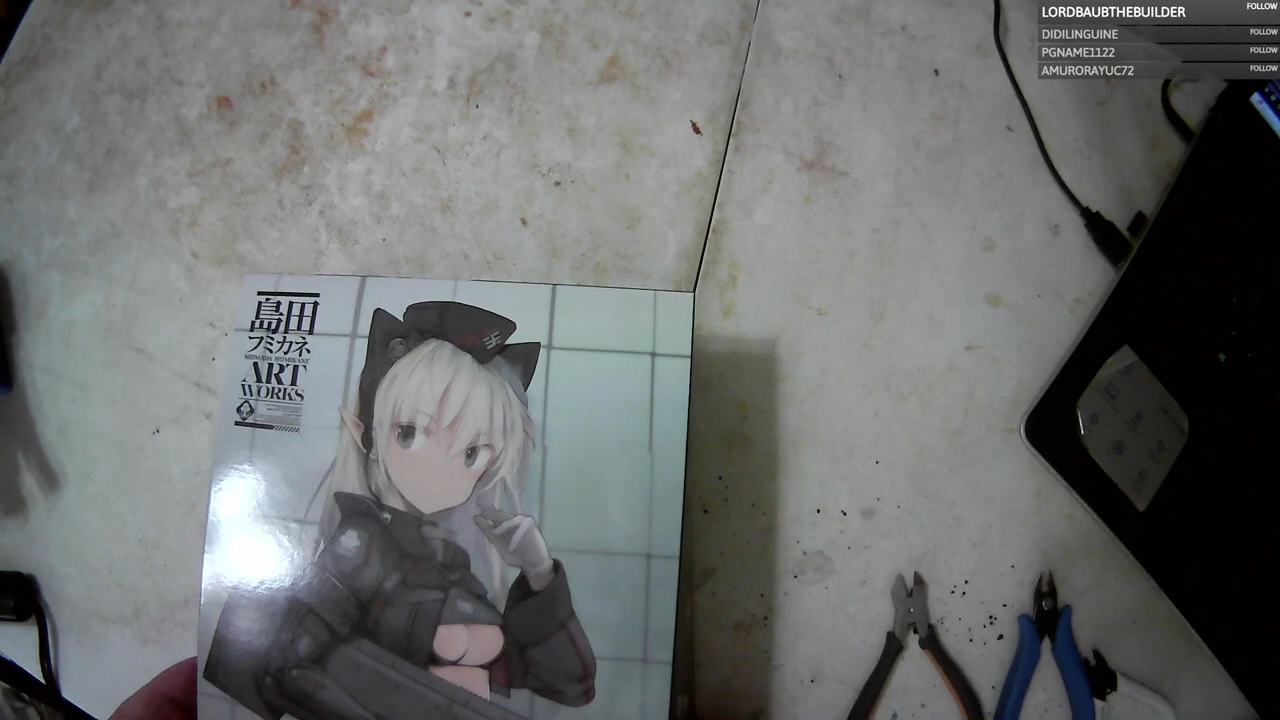 島田
フミカネ
SHIMADA HUMIKANE
ART
WORKS
LORDBAUBTHEBUILDER FOLLOW
DIDILINGUINE FOLLOW
PGNAME1122 FOLLOW
AMURORAYUC72 FOLLOW